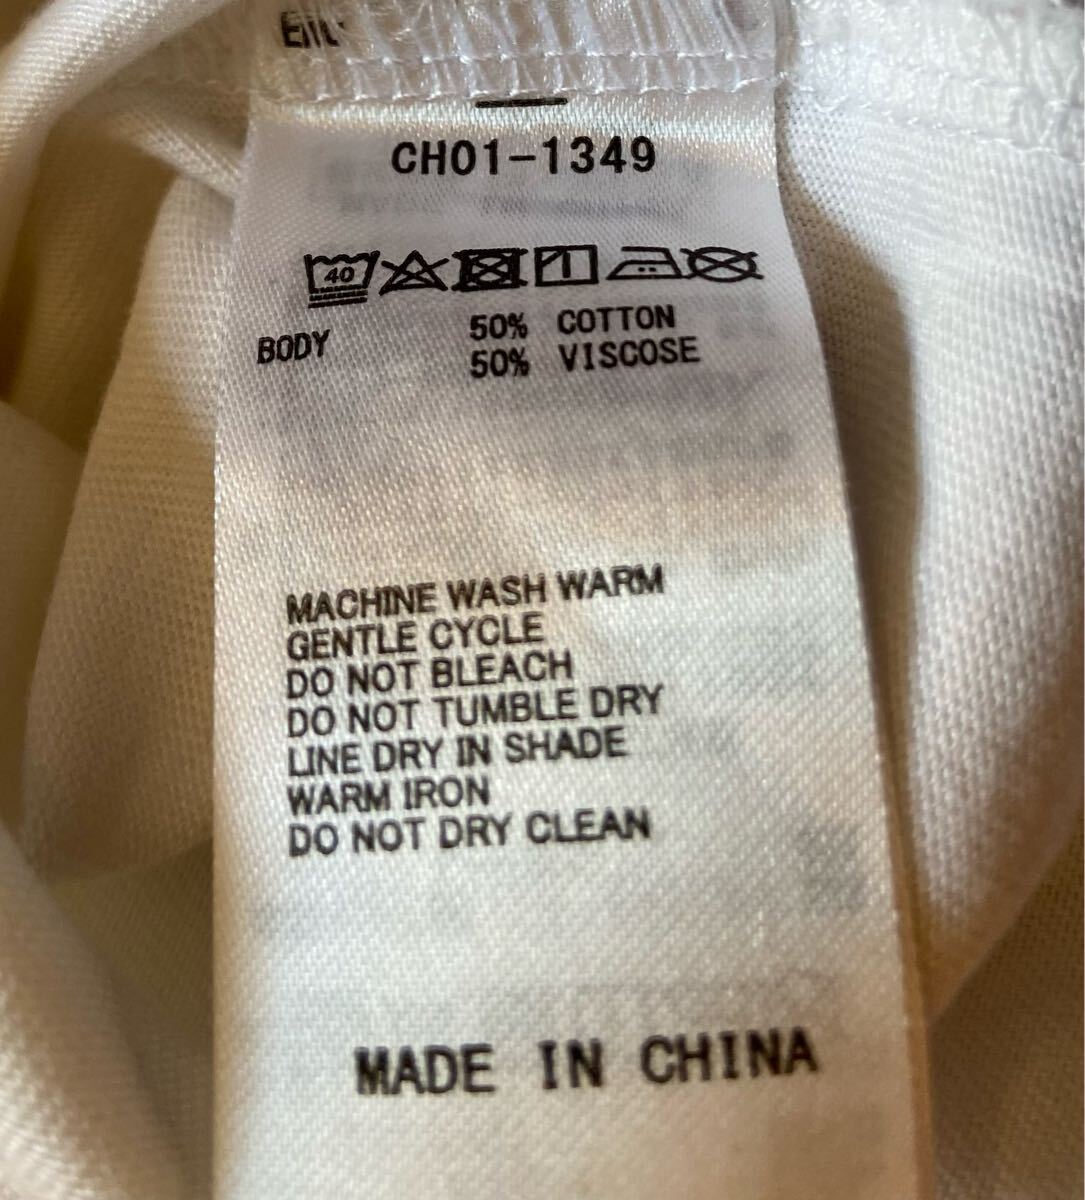 CH01-1349
40
BODY 50% COTTON
50% VISCOSE
MACHINE WASH WARM
GENTLE CYCLE
DO NOT BLEACH
DO NOT TUMBLE DRY
LINE DRY IN SHADE
WARM IRON
DO NOT DRY CLEAN
MADE IN CHINA